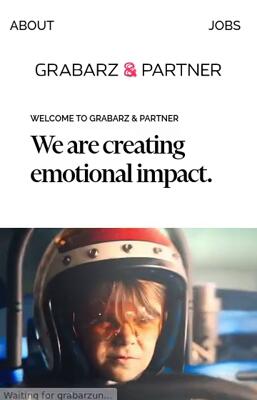 ABOUT JOBS
GRABARZ & PARTNER
WELCOME TO GRABARZ & PARTNER
We are creating
emotional impact.
Waiting for grabarzun...